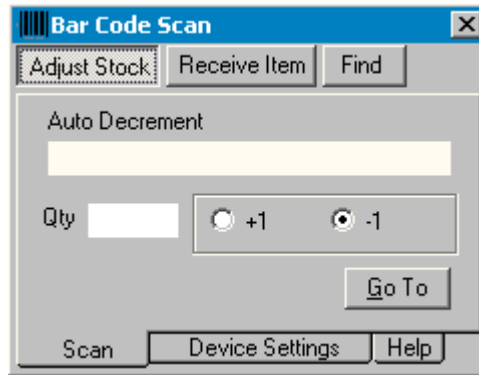 Bar Code Scan
Adjust Stock Receive Item Find
Auto Decrement
Qty +1 -1
Go To
Scan Device Settings Help